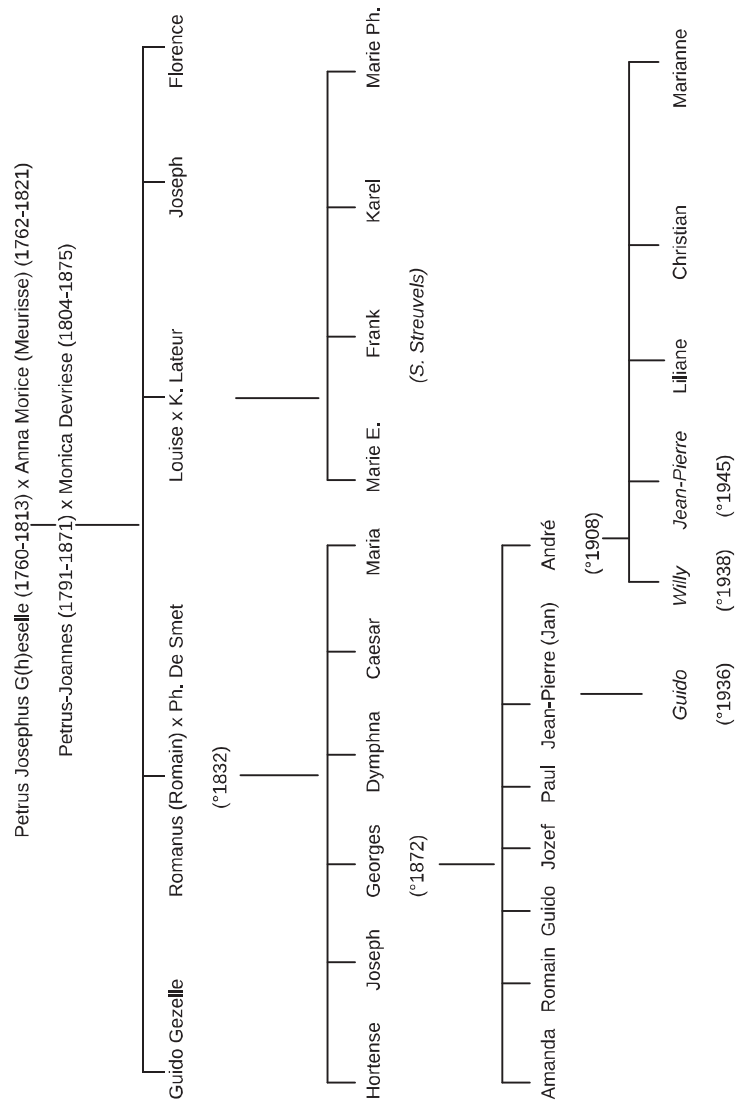 Petrus Josephus G(h)eselle (1760-1813) x Anna Morice (Meurisse) (1762-1821)
Petrus-Joannes (1791-1871) x Monica Devriese (1804-1875)
Guido Gezelle Romanus (Romain) x Ph. De Smet Louise x K. Lateur Joseph Florence
(°1832)
Hortense Joseph Georges Dymphna Caesar Maria Marie E. Frank Karel Marie Ph.
(°1872) (S. Streuvels)
Amanda Romain Guido Jozef Paul Jean-Pierre (Jan) André
(°1908)
Guido Willy Jean-Pierre Liliane Christian Marianne
(°1936) (°1938) (°1945)